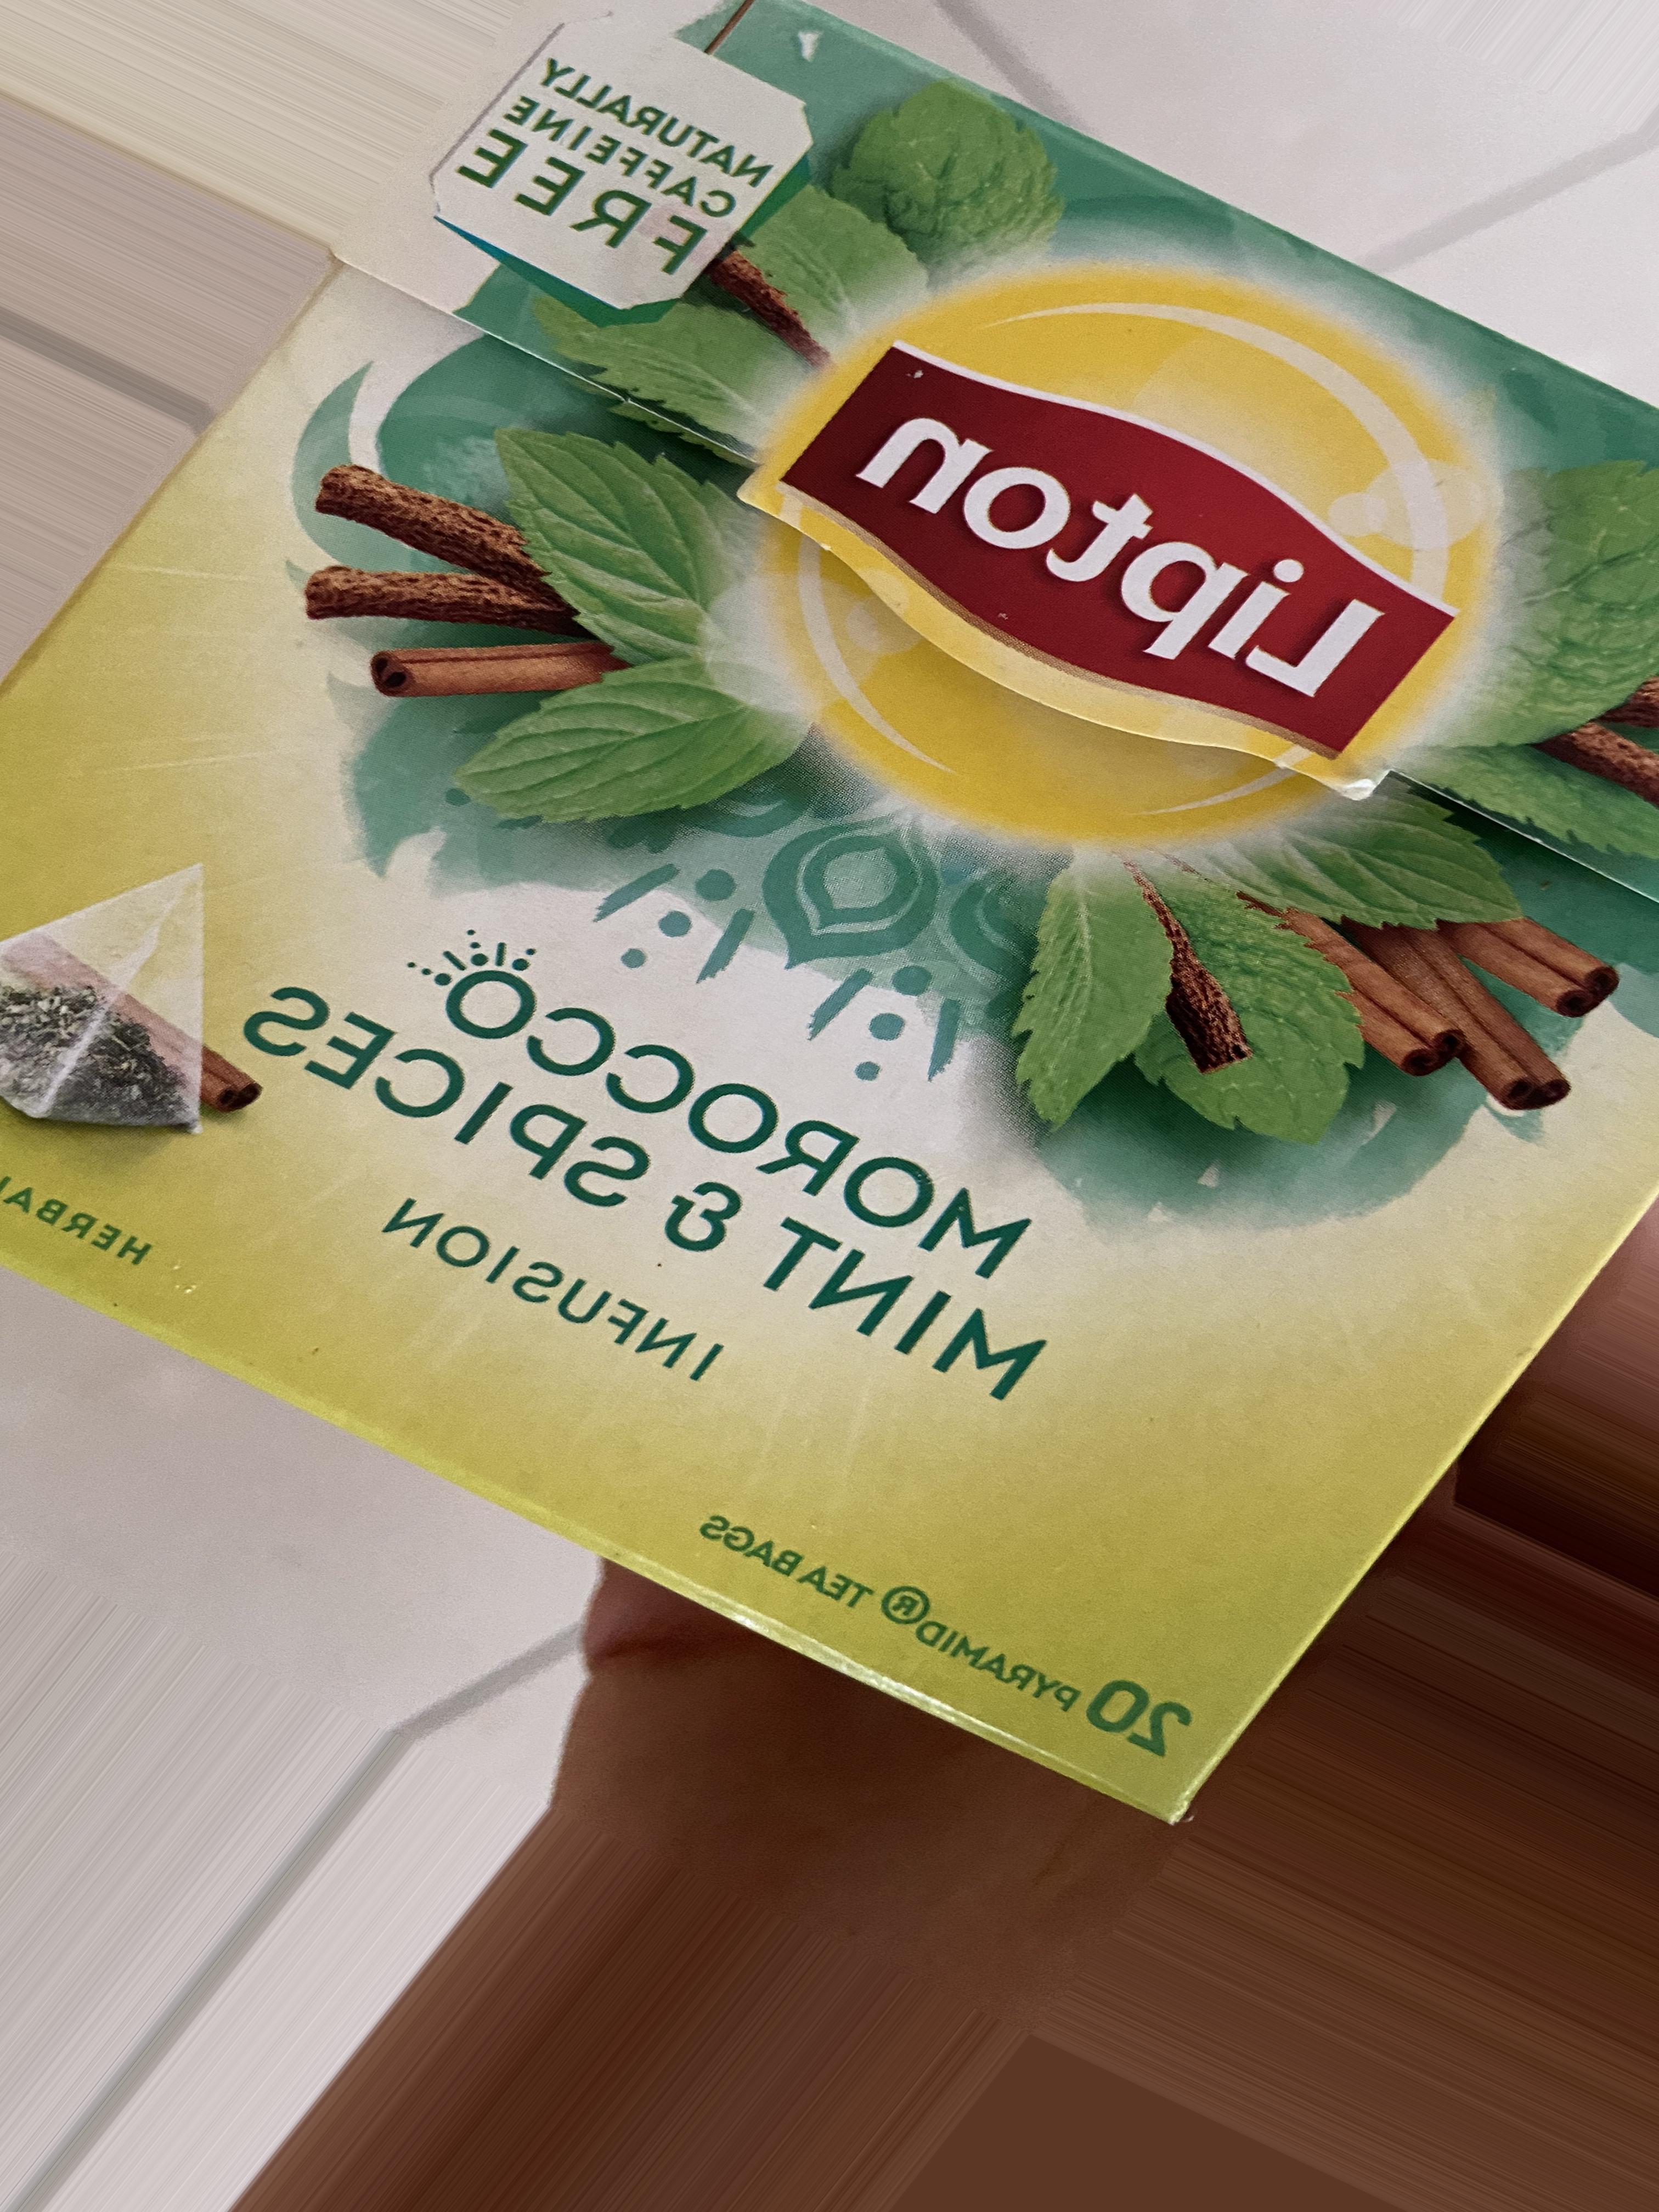 NATURALLY
CAFFEINE
FREE
Lipton
MOROCCO
MINT & SPICES
INFUSION
20 PYRAMID® TEA BAGS